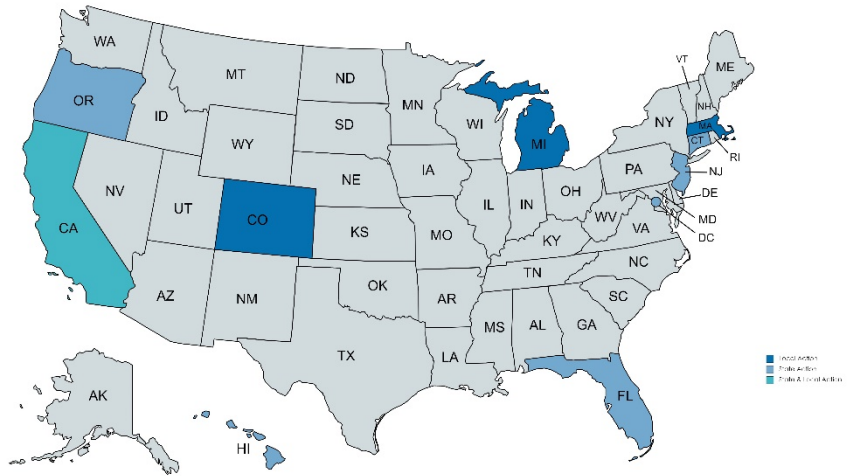 WA
OR
CA
NV
ID
MT
WY
UT
AZ
CO
NM
ND
SD
NE
KS
OK
TX
MN
IA
MO
AR
LA
WI
IL
MI
IN
OH
KY
TN
MS
AL
GA
FL
SC
NC
VA
WV
PA
NY
VT
NH
ME
MA
CT
RI
NJ
DE
MD
DC
AK
HI
Local Action
State Action
State & Local Action